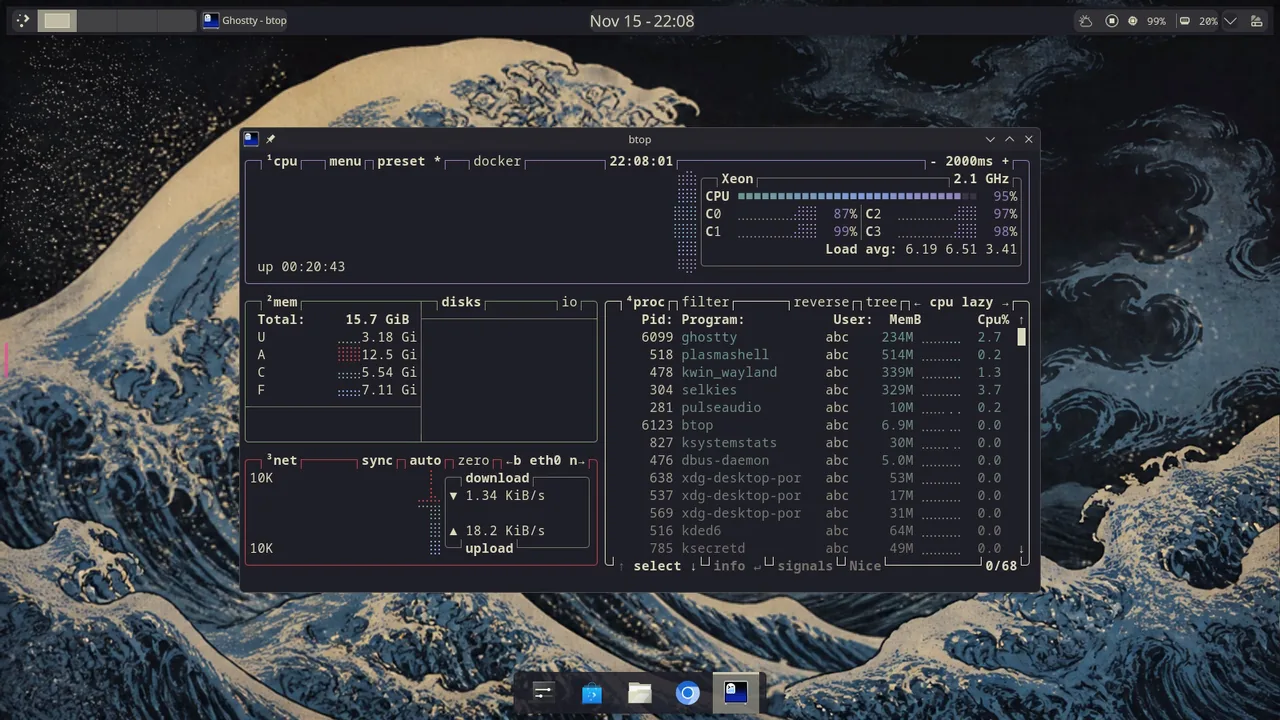 Ghostty - btop
Nov 15 - 22:08
99%
20%
btop
¹cpu menu preset * docker 22:08:01 - 2000ms +
Xeon 2.1 GHz
CPU 95%
C0 87% C2 97%
C1 99% C3 98%
Load avg: 6.19 6.51 3.41
up 00:20:43
²mem disks io
Total: 15.7 GiB
U 3.18 Gi
A 12.5 Gi
C 5.54 Gi
F 7.11 Gi
³net sync auto zero ←b eth0 n→
10K download
▼ 1.34 KiB/s
▲ 18.2 KiB/s
10K upload
⁴proc filter reverse tree ← cpu lazy →
Pid: Program: User: MemB Cpu% ↑
6099 ghostty abc 234M 2.7
518 plasmashell abc 514M 0.2
478 kwin_wayland abc 339M 1.3
304 selkies abc 329M 3.7
281 pulseaudio abc 10M 0.2
6123 btop abc 6.9M 0.0
827 ksystemstats abc 30M 0.0
476 dbus-daemon abc 5.0M 0.0
638 xdg-desktop-por abc 53M 0.0
537 xdg-desktop-por abc 17M 0.0
569 xdg-desktop-por abc 31M 0.0
516 kded6 abc 64M 0.0
785 ksecretd abc 49M 0.0 ↓
↑ select ↓ info ↵ signals Nice 0/68